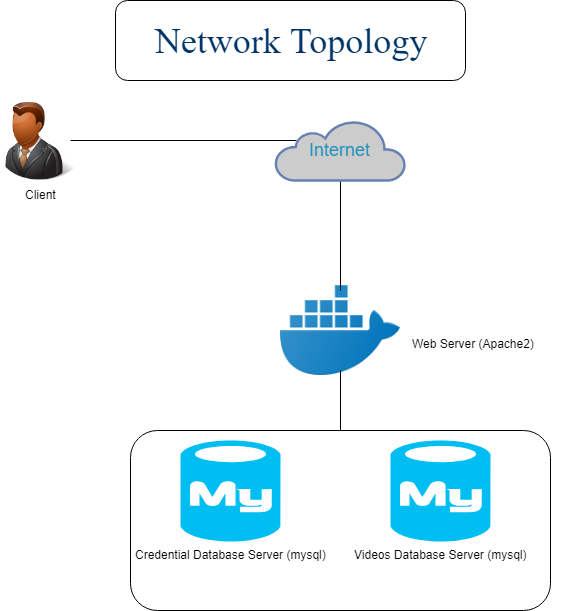 Network Topology
Internet
Client
Web Server (Apache2)
My
My
Credential Database Server (mysql)
Videos Database Server (mysql)